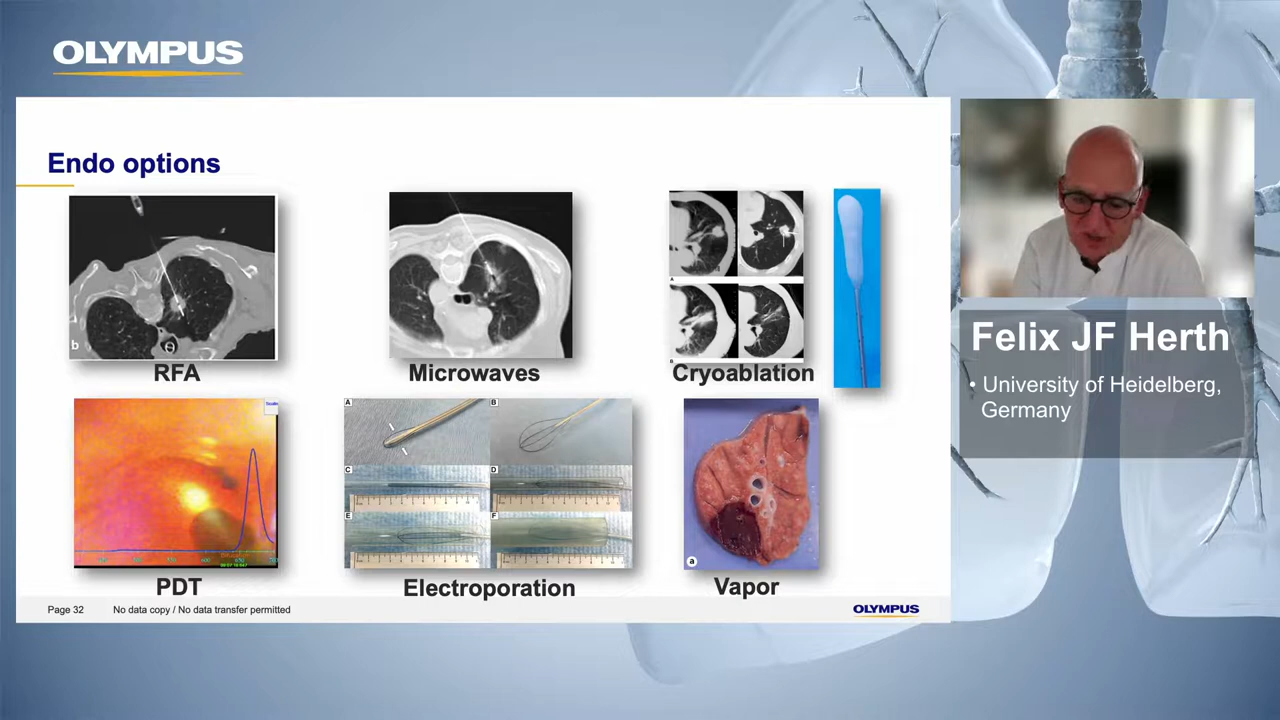 OLYMPUS
Endo options
b
RFA
Microwaves
Cryoablation
PDT
A
B
C
D
E
F
Electroporation
a
Vapor
Page 32
No data copy / No data transfer permitted
OLYMPUS
Felix JF Herth
• University of Heidelberg,
Germany